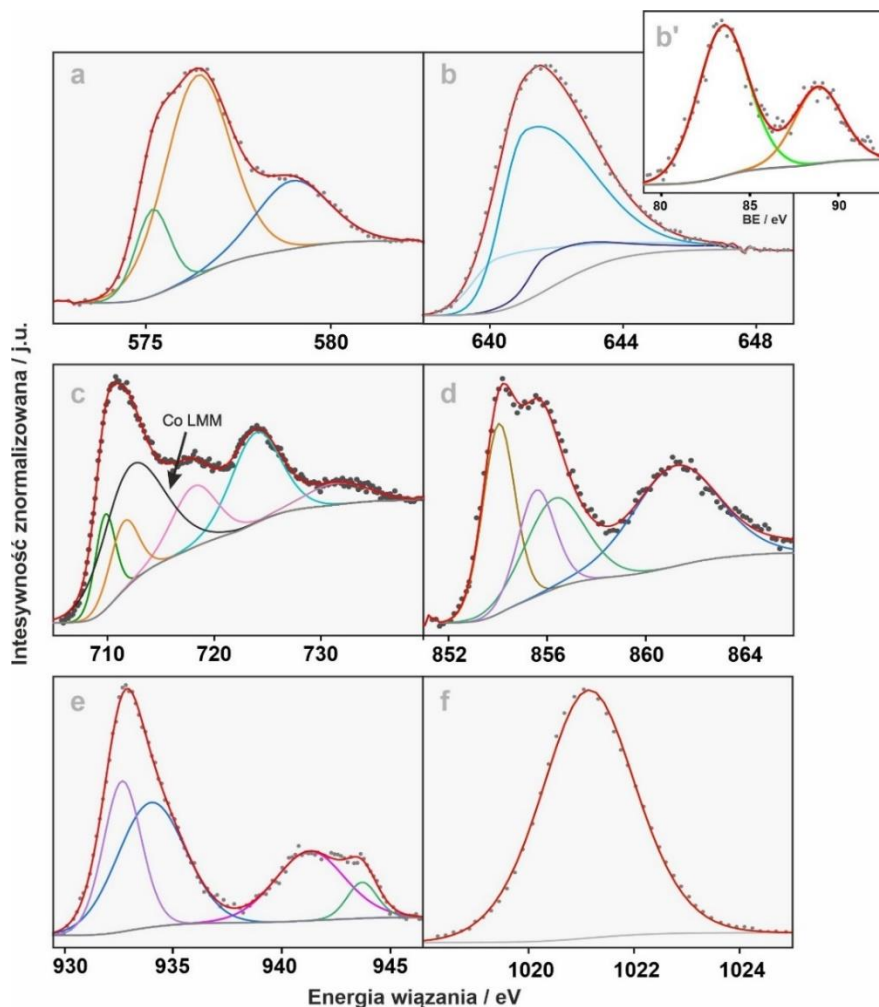 b'
80 85 90
BE / eV
a
b
575 580
640 644 648
c
d
Co LMM
710 720 730
852 856 860 864
e
f
930 935 940 945
1020 1022 1024
Intesywność znormalizowana / j.u.
Energia wiązania / eV